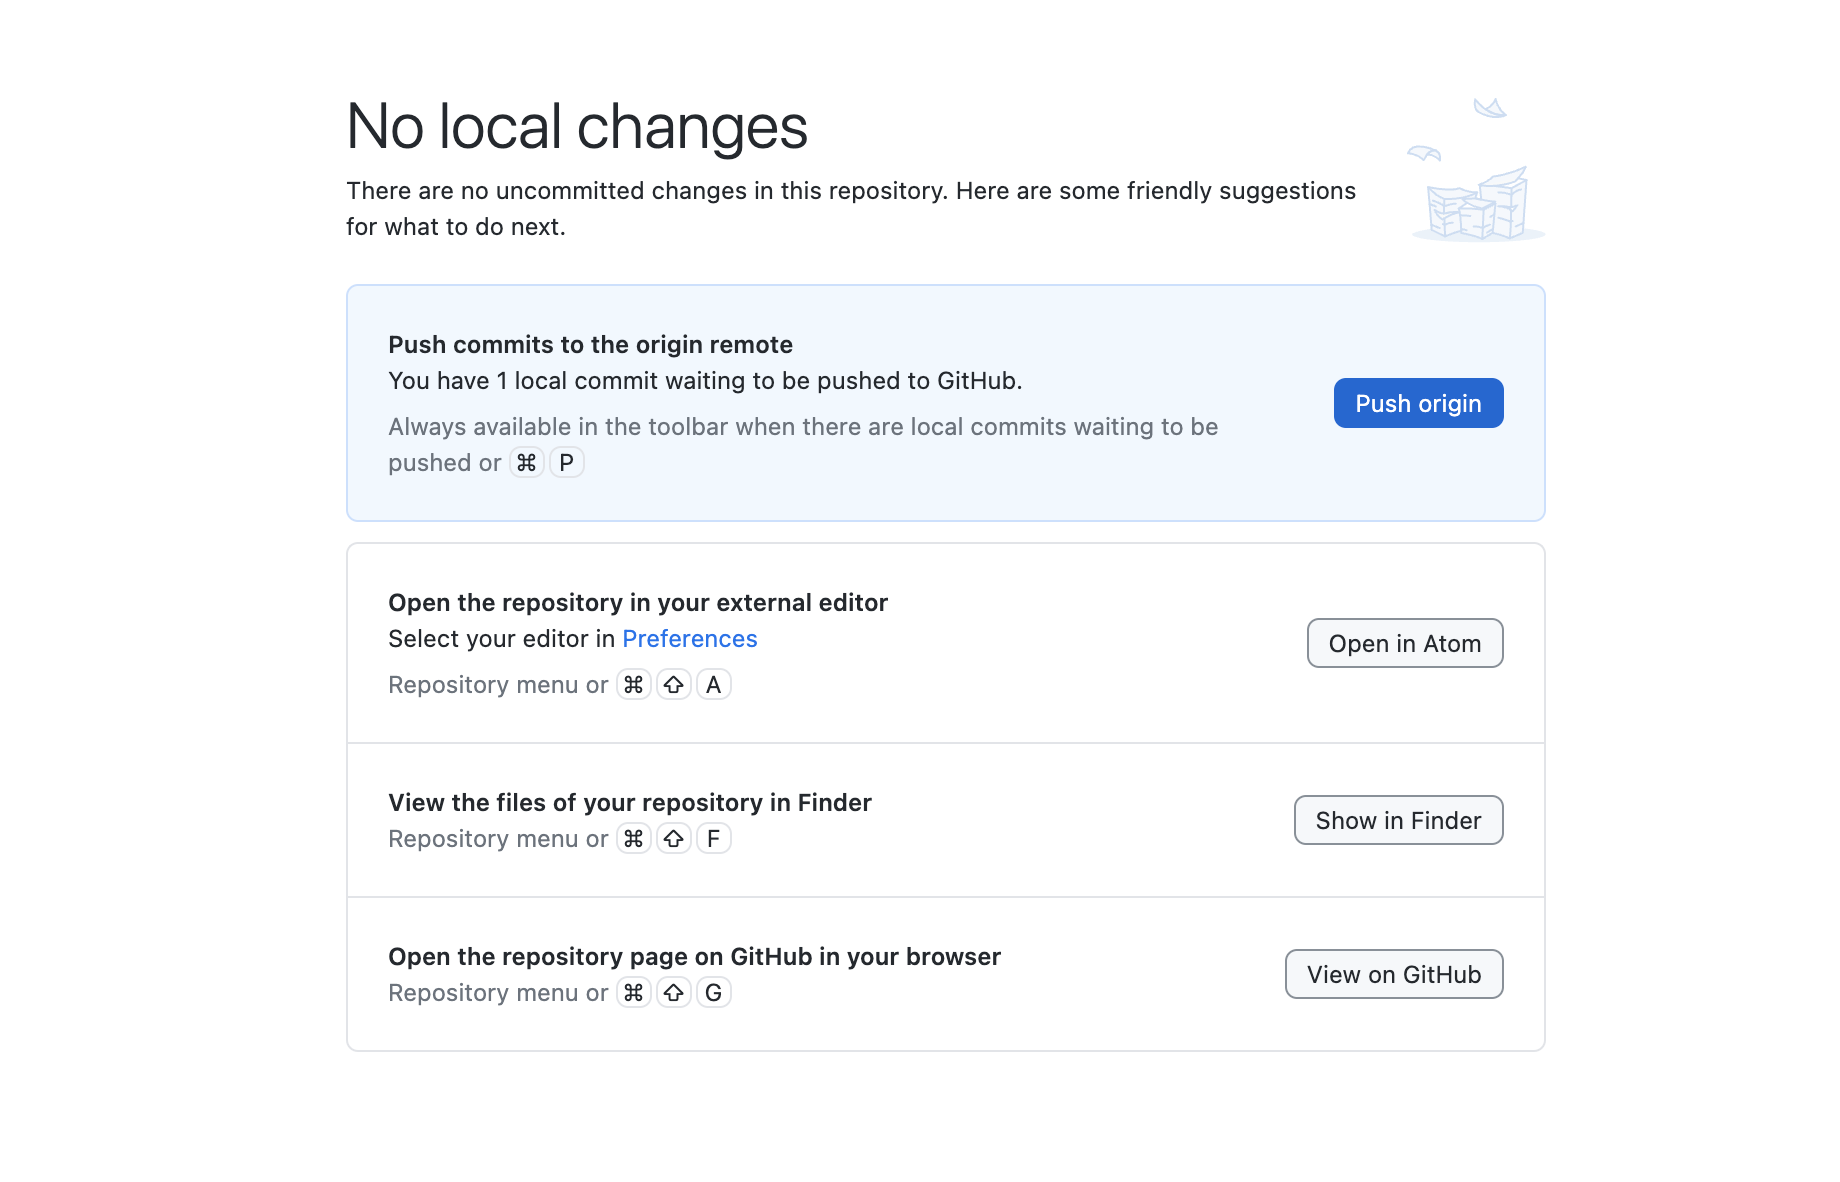 No local changes
There are no uncommitted changes in this repository. Here are some friendly suggestions
for what to do next.
Push commits to the origin remote
You have 1 local commit waiting to be pushed to GitHub.
Always available in the toolbar when there are local commits waiting to be
pushed or ⌘ P
Push origin
Open the repository in your external editor
Select your editor in Preferences
Repository menu or ⌘ ⇧ A
Open in Atom
View the files of your repository in Finder
Repository menu or ⌘ ⇧ F
Show in Finder
Open the repository page on GitHub in your browser
Repository menu or ⌘ ⇧ G
View on GitHub